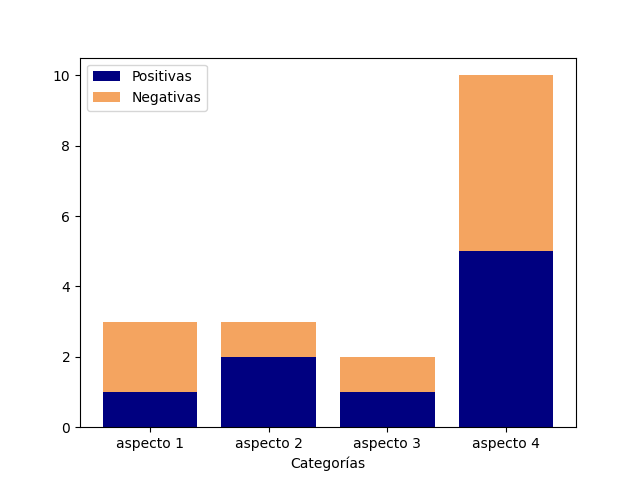 Positivas
Negativas
10
8
6
4
2
0
aspecto 1
aspecto 2
aspecto 3
aspecto 4
Categorías